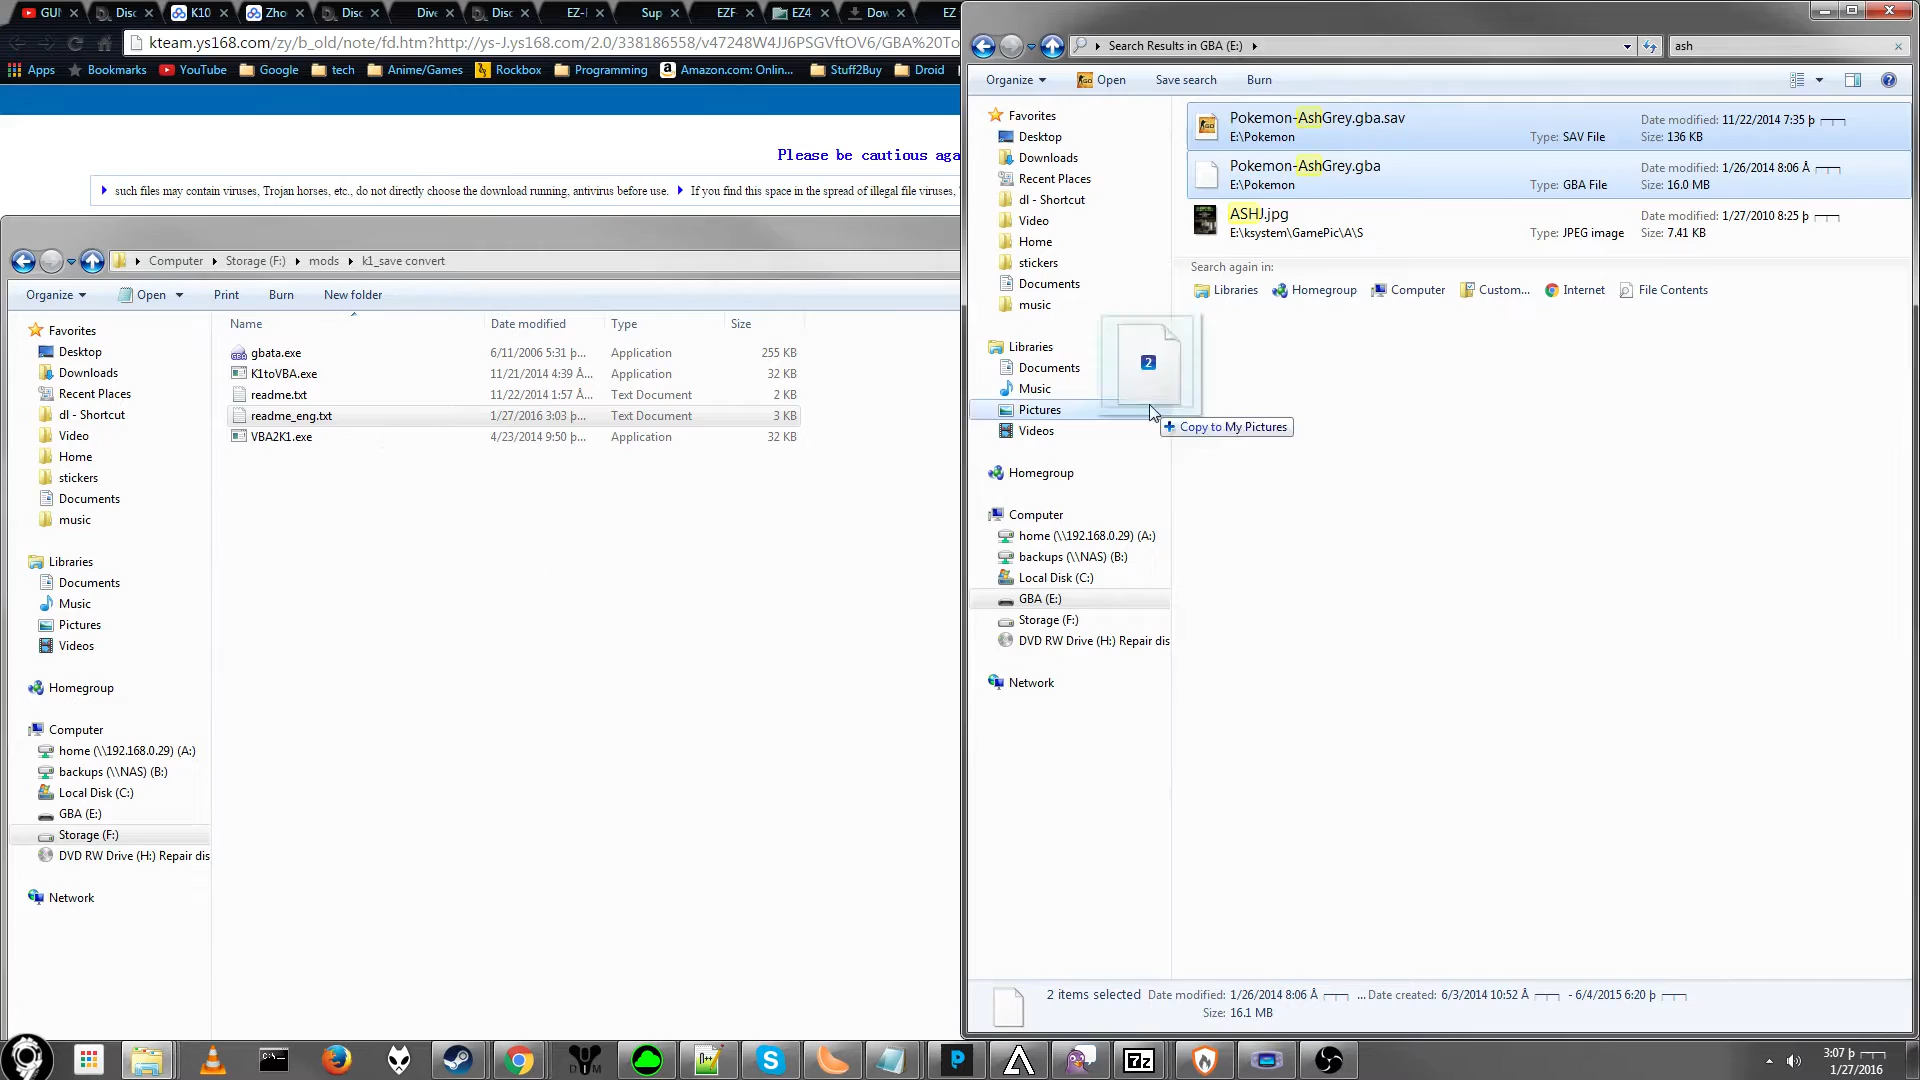 GUN
Disc
K10
Zho
Disc
Dive
Disc
EZ-I
Sup
EZF
EZ4
Dow
EZ
kteam.ys168.com/zy/b_old/note/fd.htm?http://ys-J.ys168.com/2.0/338186558/v47248W4JJ6PSGVftOV6/GBA%20To
Apps Bookmarks YouTube Google tech Anime/Games Rockbox Programming Amazon.com: Onlin... Stuff2Buy Droid
Please be cautious aga
such files may contain viruses, Trojan horses, etc., do not directly choose the download running, antivirus before use. If you find this space in the spread of illegal file viruses,
Computer Storage (F:) mods k1_save convert
Organize Open Print Burn New folder
Favorites
Desktop
Downloads
Recent Places
dl - Shortcut
Video
Home
stickers
Documents
music
Libraries
Documents
Music
Pictures
Videos
Homegroup
Computer
home (\\192.168.0.29) (A:)
backups (\\NAS) (B:)
Local Disk (C:)
GBA (E:)
Storage (F:)
DVD RW Drive (H:) Repair dis
Network
Name Date modified Type Size
gbata.exe 6/11/2006 5:31 þ... Application 255 KB
K1toVBA.exe 11/21/2014 4:39 Â... Application 32 KB
readme.txt 11/22/2014 1:57 Â... Text Document 2 KB
readme_eng.txt 1/27/2016 3:03 þ... Text Document 3 KB
VBA2K1.exe 4/23/2014 9:50 þ... Application 32 KB
Search Results in GBA (E:)
ash
Organize Open Save search Burn
Favorites
Desktop
Downloads
Recent Places
dl - Shortcut
Video
Home
stickers
Documents
music
Libraries
Documents
Music
Pictures
Videos
Homegroup
Computer
home (\\192.168.0.29) (A:)
backups (\\NAS) (B:)
Local Disk (C:)
GBA (E:)
Storage (F:)
DVD RW Drive (H:) Repair dis
Network
Pokemon-AshGrey.gba.sav Date modified: 11/22/2014 7:35 þ
E:\Pokemon Type: SAV File Size: 136 KB
Pokemon-AshGrey.gba Date modified: 1/26/2014 8:06 Â
E:\Pokemon Type: GBA File Size: 16.0 MB
ASHJ.jpg Date modified: 1/27/2010 8:25 þ
E:\ksystem\GamePic\A\S Type: JPEG image Size: 7.41 KB
Search again in:
Libraries Homegroup Computer Custom... Internet File Contents
2
Copy to My Pictures
2 items selected Date modified: 1/26/2014 8:06 Â ... Date created: 6/3/2014 10:52 Â - 6/4/2015 6:20 þ
Size: 16.1 MB
3:07 þ
1/27/2016